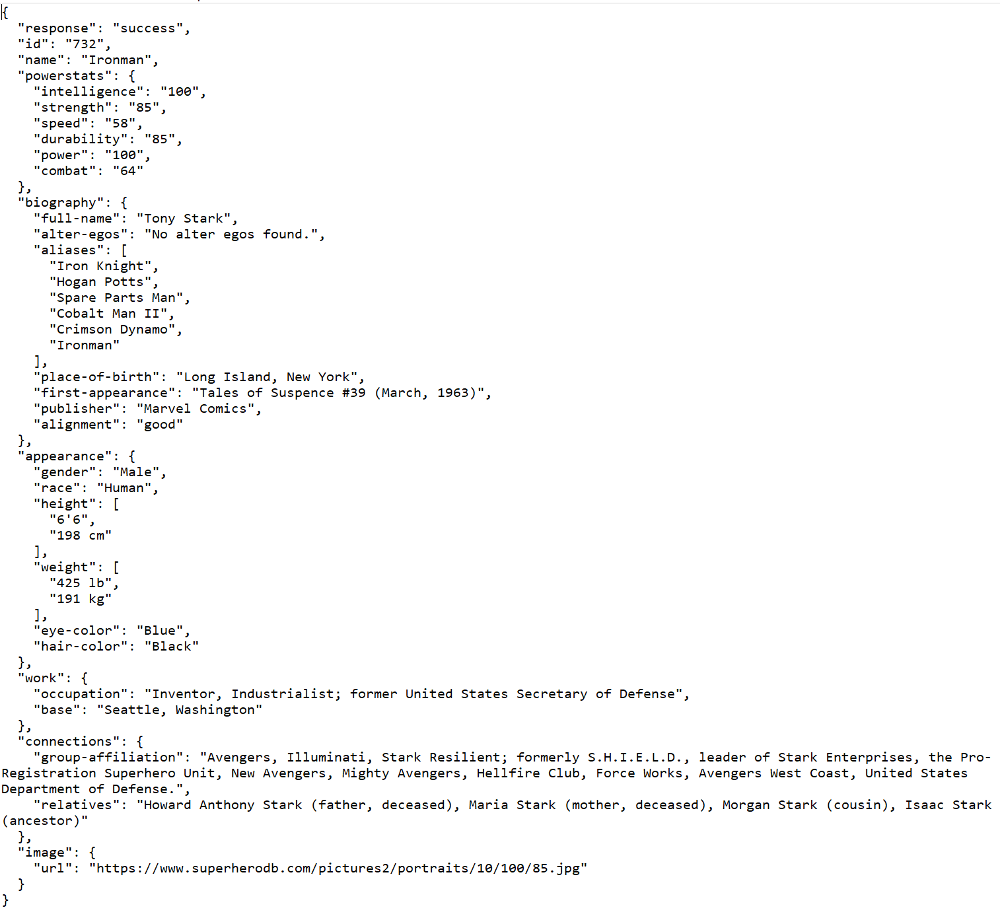 {
  "response": "success",
  "id": "732",
  "name": "Ironman",
  "powerstats": {
    "intelligence": "100",
    "strength": "85",
    "speed": "58",
    "durability": "85",
    "power": "100",
    "combat": "64"
  },
  "biography": {
    "full-name": "Tony Stark",
    "alter-egos": "No alter egos found.",
    "aliases": [
      "Iron Knight",
      "Hogan Potts",
      "Spare Parts Man",
      "Cobalt Man II",
      "Crimson Dynamo",
      "Ironman"
    ],
    "place-of-birth": "Long Island, New York",
    "first-appearance": "Tales of Suspence #39 (March, 1963)",
    "publisher": "Marvel Comics",
    "alignment": "good"
  },
  "appearance": {
    "gender": "Male",
    "race": "Human",
    "height": [
      "6'6",
      "198 cm"
    ],
    "weight": [
      "425 lb",
      "191 kg"
    ],
    "eye-color": "Blue",
    "hair-color": "Black"
  },
  "work": {
    "occupation": "Inventor, Industrialist; former United States Secretary of Defense",
    "base": "Seattle, Washington"
  },
  "connections": {
    "group-affiliation": "Avengers, Illuminati, Stark Resilient; formerly S.H.I.E.L.D., leader of Stark Enterprises, the Pro-
Registration Superhero Unit, New Avengers, Mighty Avengers, Hellfire Club, Force Works, Avengers West Coast, United States
Department of Defense.",
    "relatives": "Howard Anthony Stark (father, deceased), Maria Stark (mother, deceased), Morgan Stark (cousin), Isaac Stark
(ancestor)"
  },
  "image": {
    "url": "https://www.superherodb.com/pictures2/portraits/10/100/85.jpg"
  }
}